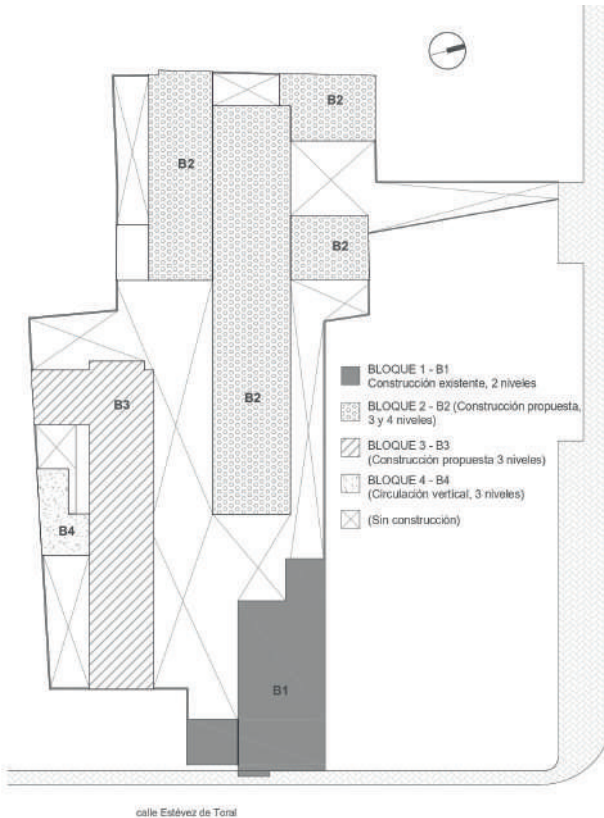 B2
B2
B2
B2
B3
B4
B1
BLOQUE 1 - B1
Construcción existente, 2 niveles
BLOQUE 2 - B2 (Construcción propuesta,
3 y 4 niveles)
BLOQUE 3 - B3
(Construcción propuesta 3 niveles)
BLOQUE 4 - B4
(Circulación vertical, 3 niveles)
(Sin construcción)
calle Estévez de Toral